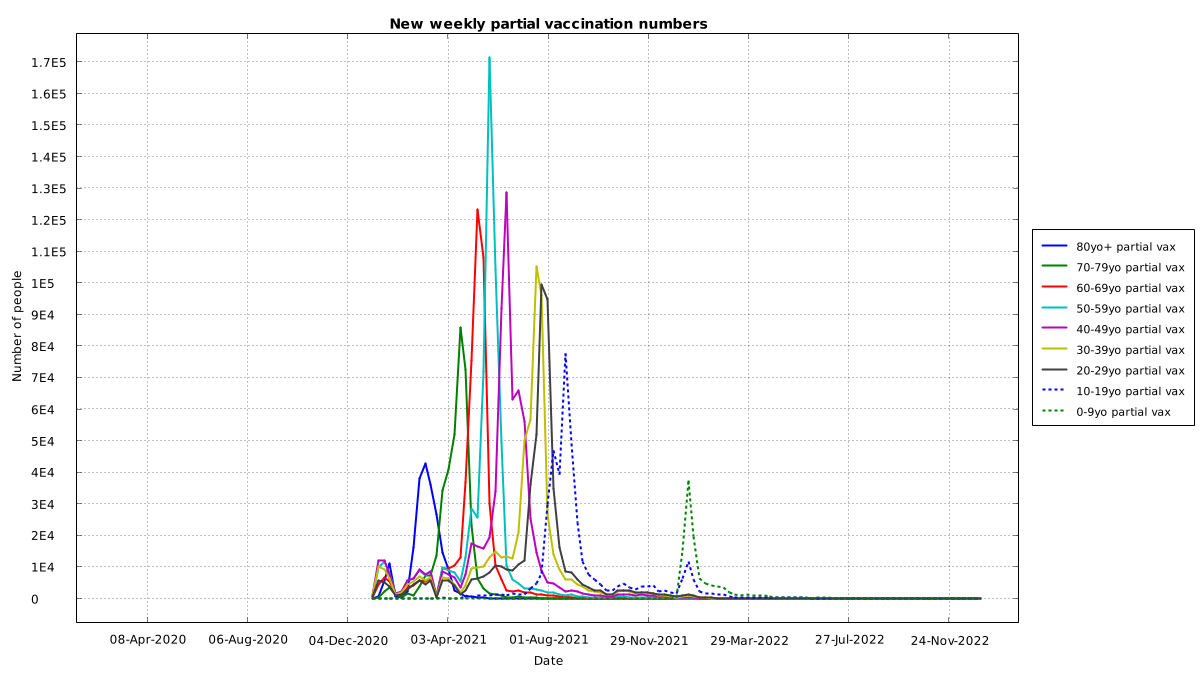 New weekly partial vaccination numbers
1.7E5
1.6E5
1.5E5
1.4E5
1.3E5
1.2E5
1.1E5
1E5
9E4
8E4
7E4
6E4
5E4
4E4
3E4
2E4
1E4
0
Number of people
08-Apr-2020 06-Aug-2020 04-Dec-2020 03-Apr-2021 01-Aug-2021 29-Nov-2021 29-Mar-2022 27-Jul-2022 24-Nov-2022
Date
80yo+ partial vax
70-79yo partial vax
60-69yo partial vax
50-59yo partial vax
40-49yo partial vax
30-39yo partial vax
20-29yo partial vax
10-19yo partial vax
0-9yo partial vax